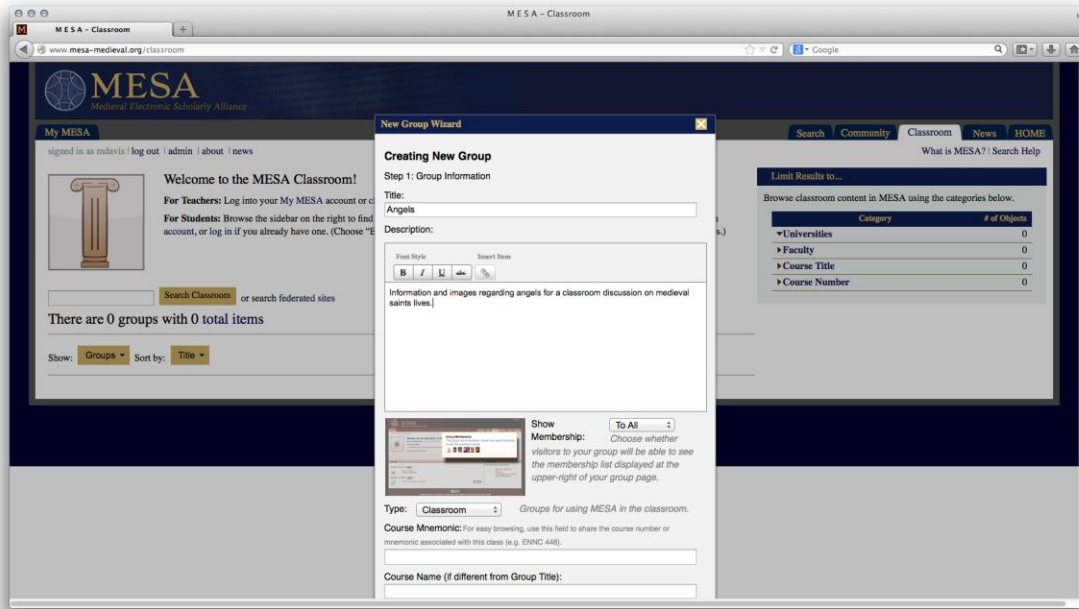 M E S A – Classroom
M E S A – Classroom
www.mesa-medieval.org/classroom
Google
MESA
Medieval Electronic Scholarly Alliance
My MESA
Search
Community
Classroom
News
HOME
signed in as mdavis | log out | admin | about | news
What is MESA? | Search Help
Welcome to the MESA Classroom!
For Teachers: Log into your My MESA account or
For Students: Browse the sidebar on the right to find
account, or log in if you already have one. (Choose
s.)
Search Classroom
or search federated sites
There are 0 groups with 0 total items
Show:
Groups
Sort by:
Title
New Group Wizard
Creating New Group
Step 1: Group Information
Title:
Angels
Description:
Font Style
Insert Item
B I U abc
Information and images regarding angels for a classroom discussion on medieval
saints lives.
Show
Membership:
To All
Choose whether
visitors to your group will be able to see
the membership list displayed at the
upper-right of your group page.
Type:
Classroom
Groups for using MESA in the classroom.
Course Mnemonic: For easy browsing, use this field to share the course number or
mnemonic associated with this class (e.g. ENNC 448).
Course Name (if different from Group Title):
Limit Results to...
Browse classroom content in MESA using the categories below.
Category
# of Objects
Universities 0
Faculty 0
Course Title 0
Course Number 0